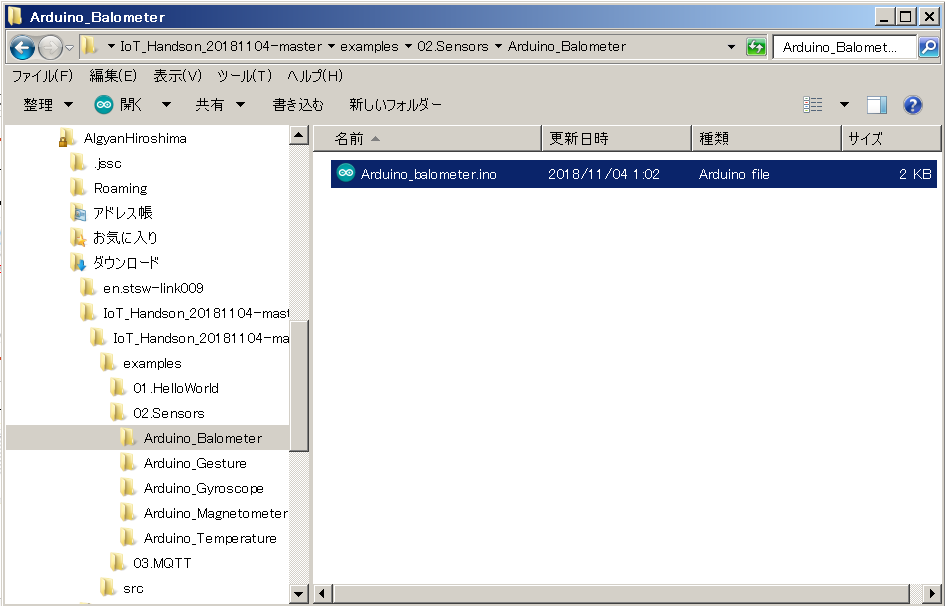 Arduino_Balometer
IoT_Handson_20181104-master examples 02.Sensors Arduino_Balometer Arduino_Balomet...
ファイル(F) 編集(E) 表示(V) ツール(T) ヘルプ(H)
整理 開く 共有 書き込む 新しいフォルダー
AlgyanHiroshima
.jssc
Roaming
アドレス帳
お気に入り
ダウンロード
en.stsw-link009
IoT_Handson_20181104-mast
IoT_Handson_20181104-ma
examples
01.HelloWorld
02.Sensors
Arduino_Balometer
Arduino_Gesture
Arduino_Gyroscope
Arduino_Magnetometer
Arduino_Temperature
03.MQTT
src
名前 更新日時 種類 サイズ
Arduino_balometer.ino 2018/11/04 1:02 Arduino file 2 KB